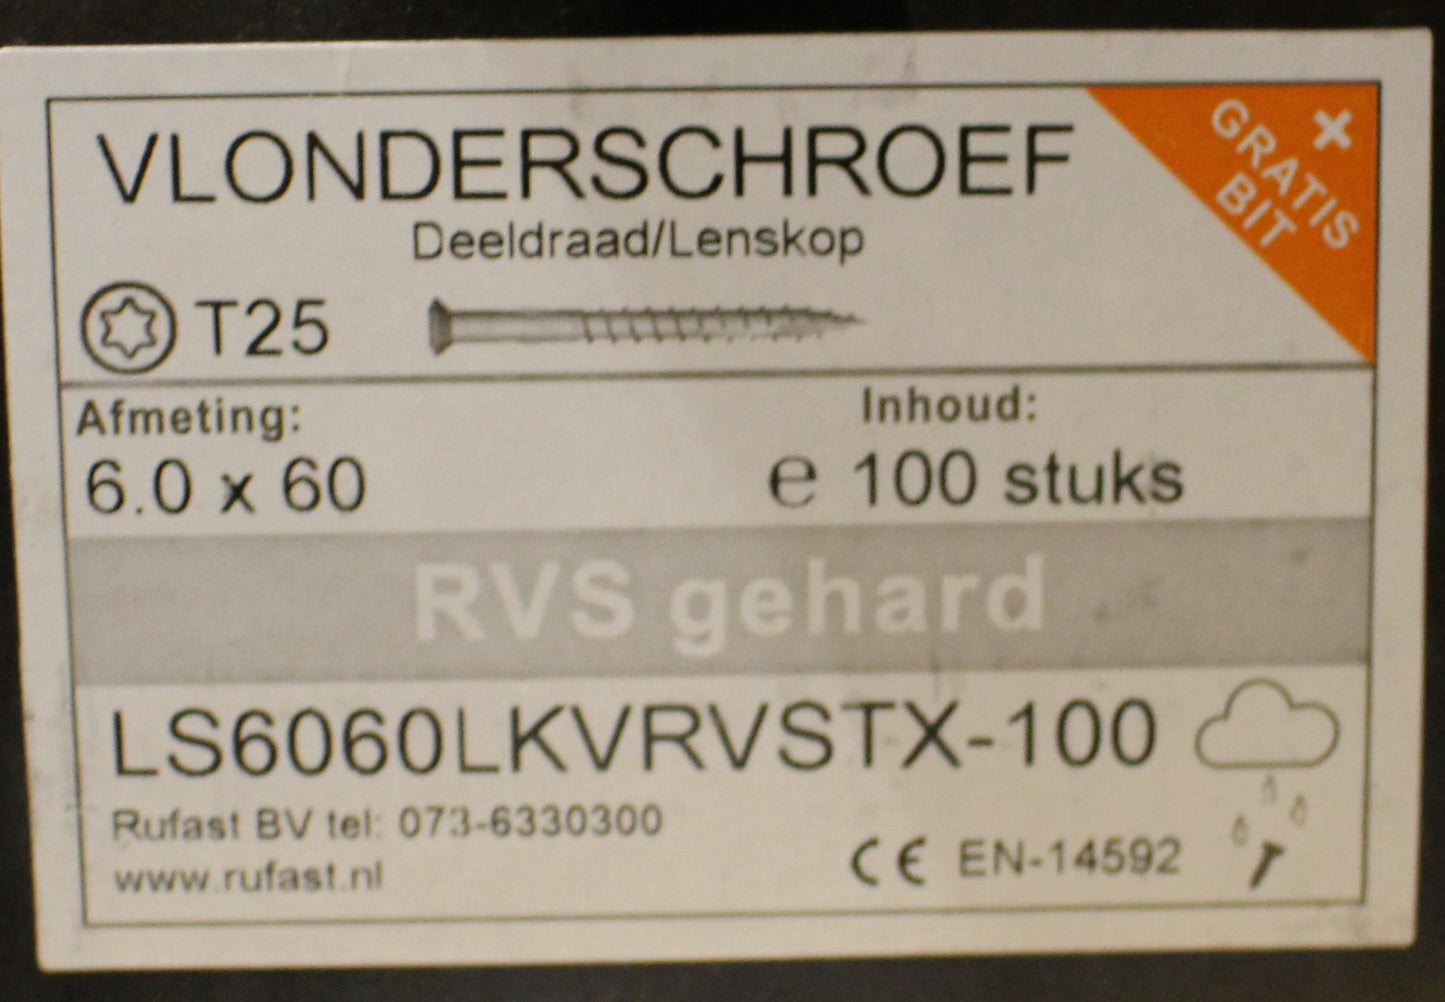 VLONDERSCHROEF
+
GRATIS
BIT
Deeldraad/Lenskop
T25
Afmeting:
Inhoud:
6.0 x 60
e 100 stuks
RVS gehard
LS6060LKVRVSTX-100
Rufast BV tel: 073-6330300
www.rufast.nl
CE EN-14592